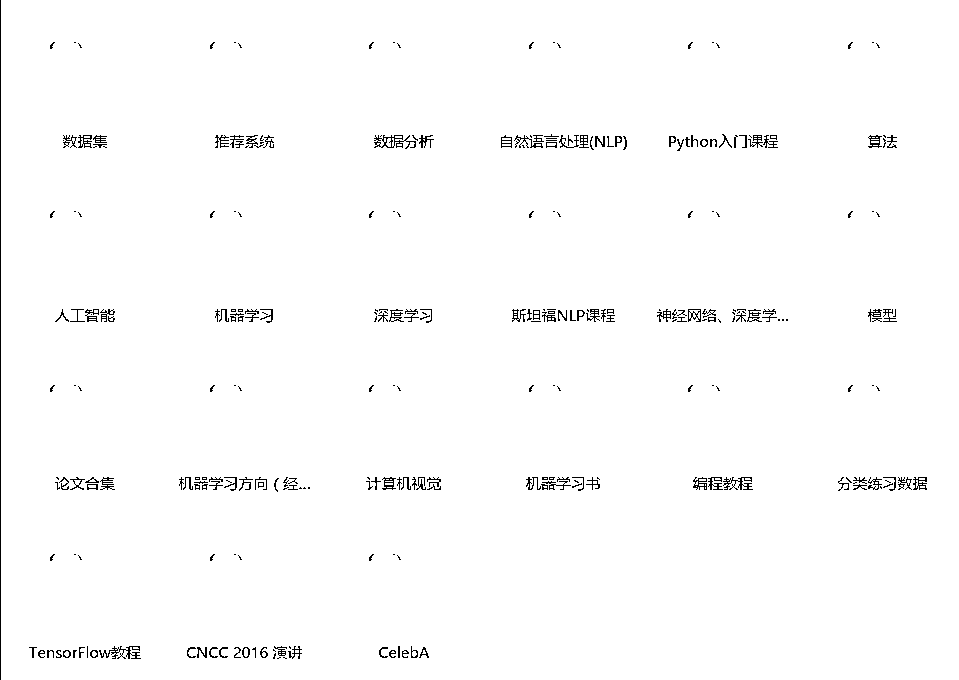 数据集 推荐系统 数据分析 自然语言处理(NLP) Python入门课程 算法
人工智能 机器学习 深度学习 斯坦福NLP课程 神经网络、深度学... 模型
论文合集 机器学习方向（经... 计算机视觉 机器学习书 编程教程 分类练习数据
TensorFlow教程 CNCC 2016 演讲 CelebA